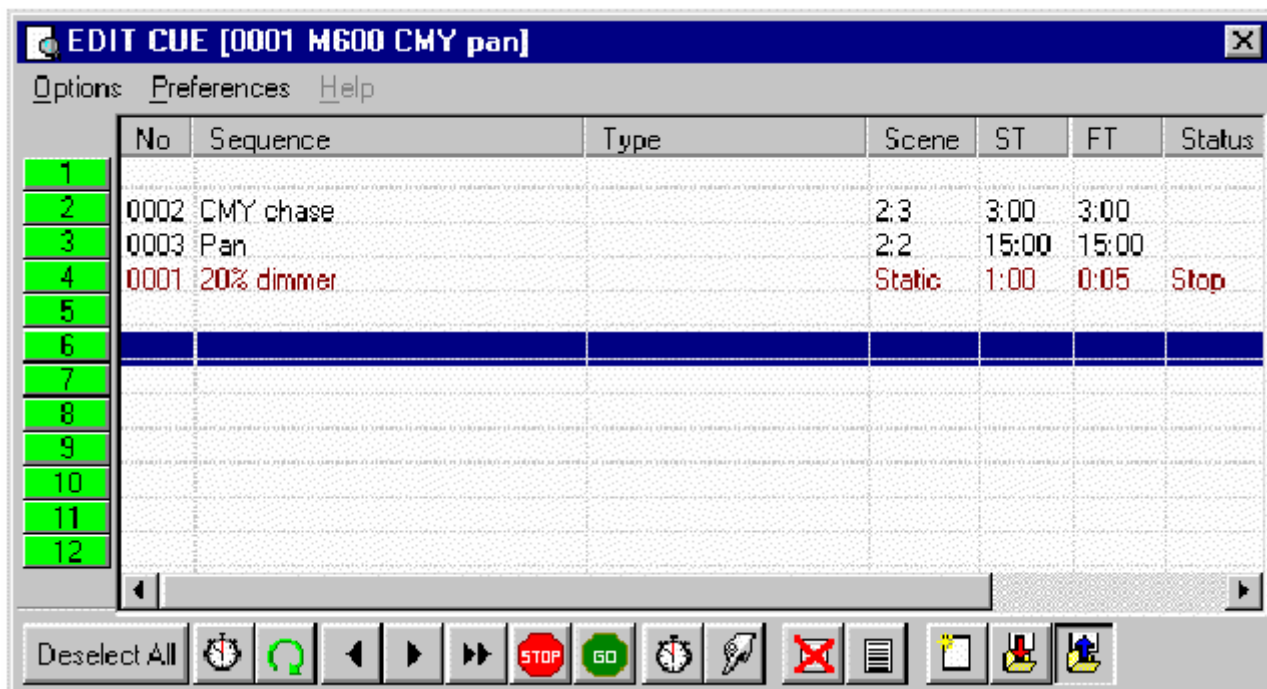 EDIT CUE [0001 M600 CMY pan]
Options Preferences Help
No Sequence Type Scene ST FT Status
1
2 0002 CMY chase 2:3 3:00 3:00
3 0003 Pan 2:2 15:00 15:00
4 0001 20% dimmer Static 1:00 0:05 Stop
5
6
7
8
9
10
11
12
Deselect All STOP GO